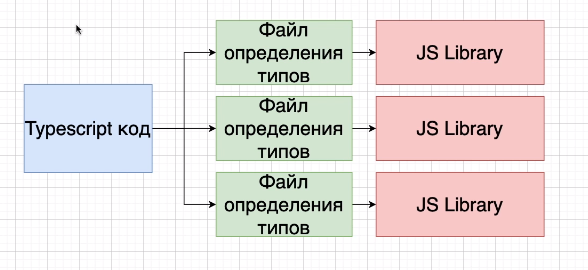 Файл
определения
типов
JS Library
Typescript код
Файл
определения
типов
JS Library
Файл
определения
типов
JS Library